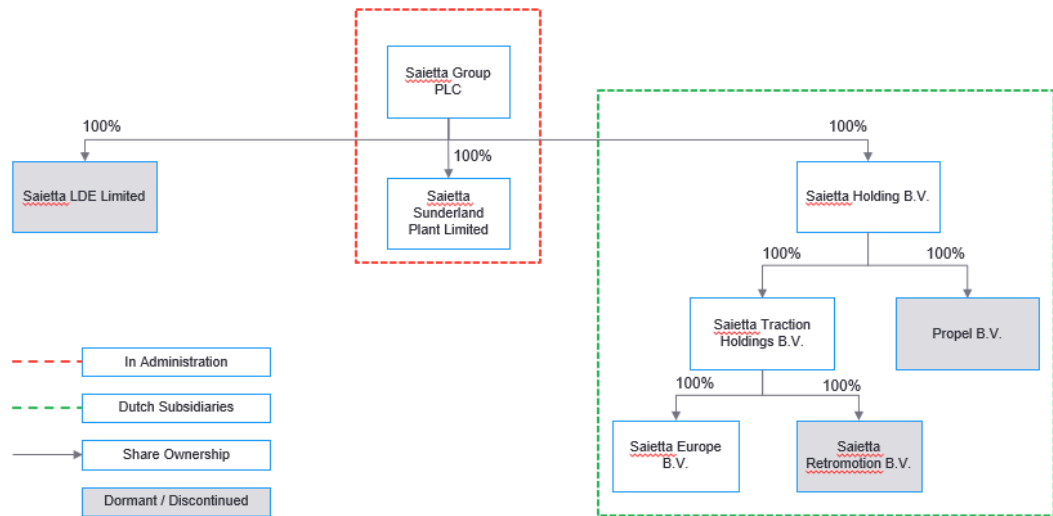 Saietta Group
PLC
100%
100%
100%
Saietta LDE Limited
Saietta
Sunderland
Plant Limited
Saietta Holding B.V.
100%
100%
Saietta Traction
Holdings B.V.
Propel B.V.
100%
100%
Saietta Europe
B.V.
Saietta
Retromotion B.V.
In Administration
Dutch Subsidiaries
Share Ownership
Dormant / Discontinued